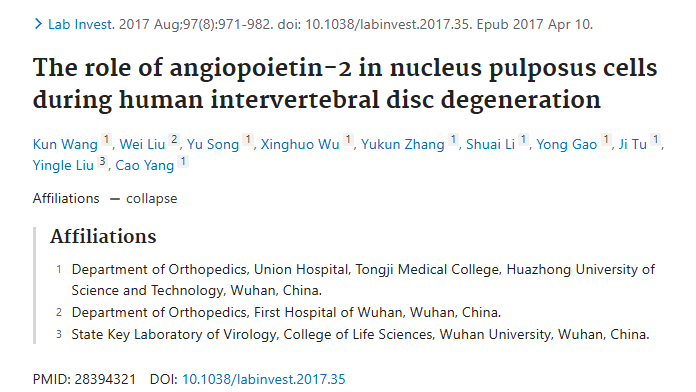 > Lab Invest. 2017 Aug;97(8):971-982. doi: 10.1038/labinvest.2017.35. Epub 2017 Apr 10.
The role of angiopoietin-2 in nucleus pulposus cells
during human intervertebral disc degeneration
Kun Wang 1, Wei Liu 2, Yu Song 1, Xinghuo Wu 1, Yukun Zhang 1, Shuai Li 1, Yong Gao 1, Ji Tu 1,
Yingle Liu 3, Cao Yang 1
Affiliations — collapse
Affiliations
1 Department of Orthopedics, Union Hospital, Tongji Medical College, Huazhong University of
Science and Technology, Wuhan, China.
2 Department of Orthopedics, First Hospital of Wuhan, Wuhan, China.
3 State Key Laboratory of Virology, College of Life Sciences, Wuhan University, Wuhan, China.
PMID: 28394321 DOI: 10.1038/labinvest.2017.35